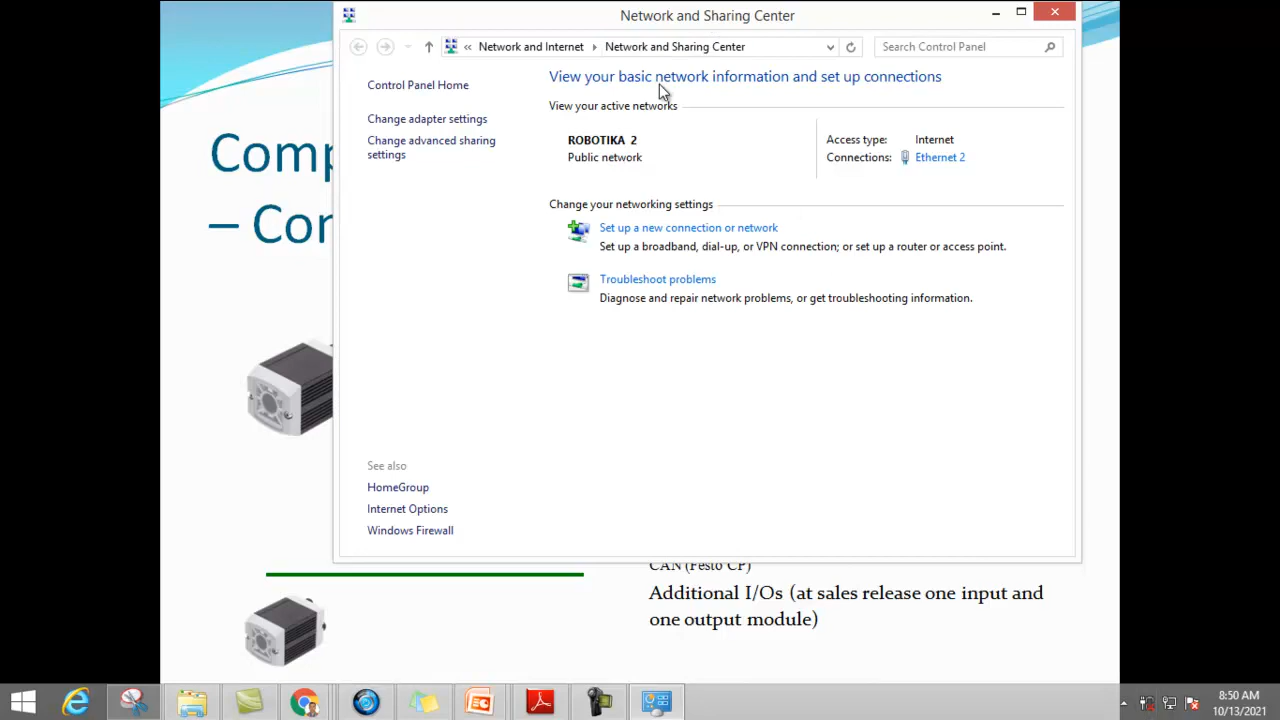 Network and Sharing Center
« Network and Internet Network and Sharing Center
Search Control Panel
Control Panel Home
Change adapter settings
Change advanced sharing
settings
View your basic network information and set up connections
View your active networks
ROBOTIKA 2
Public network
Access type: Internet
Connections: Ethernet 2
Change your networking settings
Set up a new connection or network
Set up a broadband, dial-up, or VPN connection; or set up a router or access point.
Troubleshoot problems
Diagnose and repair network problems, or get troubleshooting information.
See also
HomeGroup
Internet Options
Windows Firewall
Comp
– Con
CAN (Festo CP)
Additional I/Os (at sales release one input and
one output module)
8:50 AM
10/13/2021